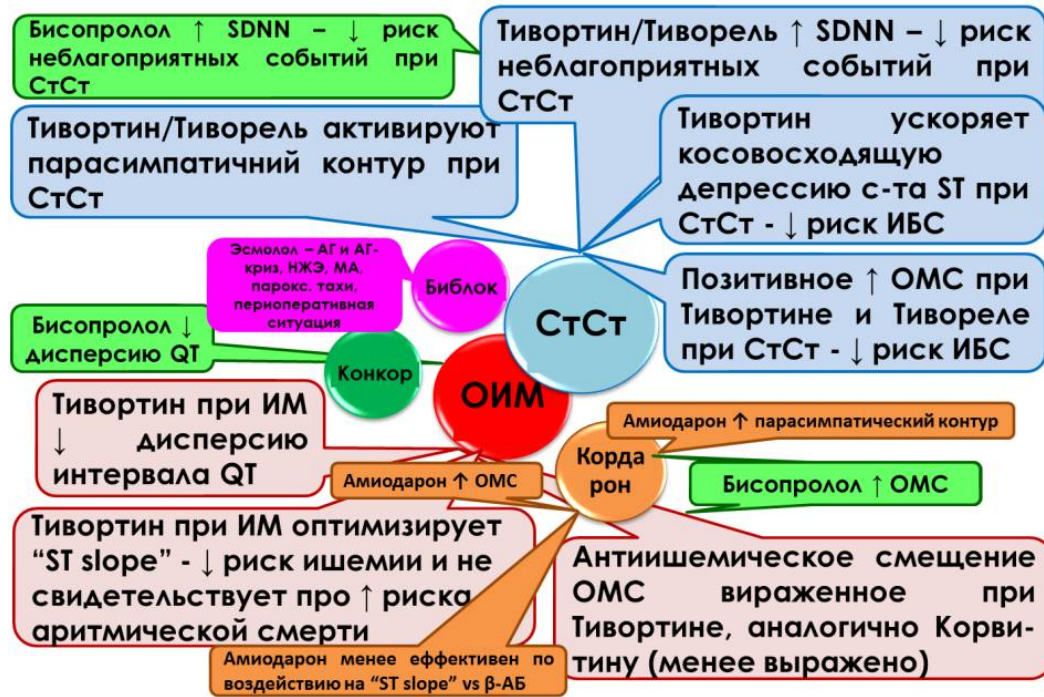 Бисопролол ↑ SDNN – ↓ риск
неблагоприятных событий при
СтСт
Тивортин/Тиворель ↑ SDNN – ↓ риск
неблагоприятных событий при
СтСт
Тивортин/Тиворель активируют
парасимпатичний контур при
СтСт
Тивортин ускоряет
косовосходящую
депрессию с-та ST при
СтСт - ↓ риск ИБС
Эсмолол – АГ и АГ-
криз, НЖЭ, МА,
парокс. тахи,
периоперативная
ситуация
Библок
СтСт
Позитивное ↑ ОМС при
Тивортине и Тивореле
при СтСт - ↓ риск ИБС
Бисопролол ↓
дисперсию QT
Конкор
ОИМ
Тивортин при ИМ
↓ дисперсию
интервала QT
Амиодарон ↑ парасимпатический контур
Корда
рон
Амиодарон ↑ ОМС
Бисопролол ↑ ОМС
Тивортин при ИМ оптимизирует
“ST slope” - ↓ риск ишемии и не
свидетельствует про ↑ риска
аритмической смерти
Антиишемическое смещение
ОМС вираженное при
Тивортине, аналогично Корви-
тину (менее выражено)
Амиодарон менее еффективен по
воздействию на “ST slope” vs β-АБ